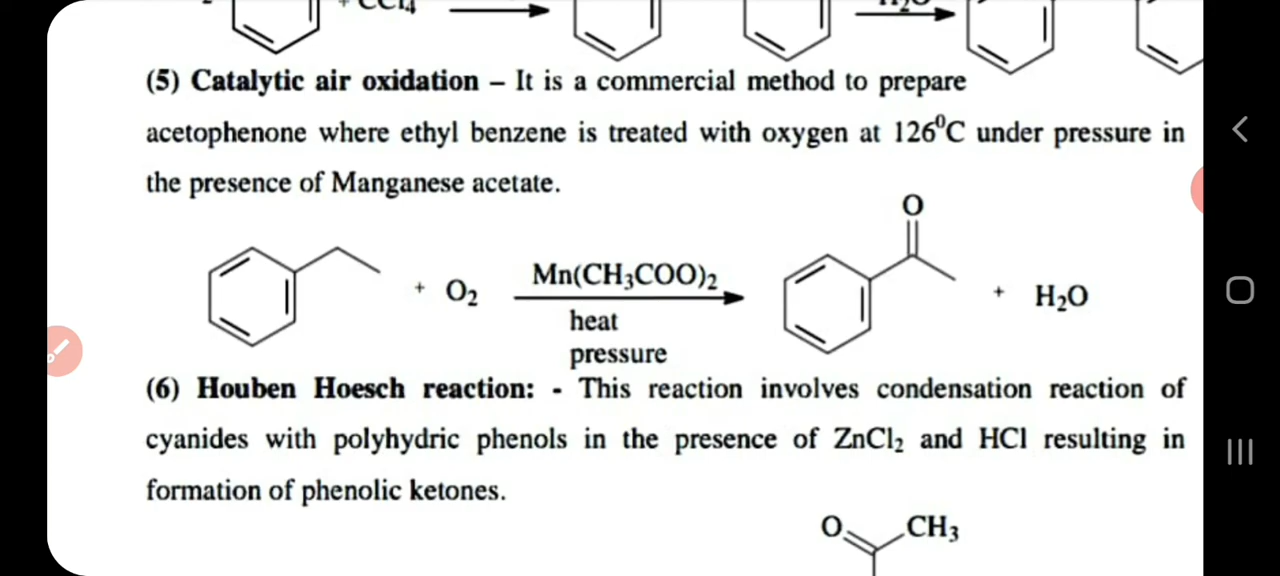 + CCl₄
H₂O
(5) Catalytic air oxidation – It is a commercial method to prepare
acetophenone where ethyl benzene is treated with oxygen at 126⁰C under pressure in
the presence of Manganese acetate.
O
+ O₂
Mn(CH₃COO)₂
+ H₂O
heat
pressure
(6) Houben Hoesch reaction: - This reaction involves condensation reaction of
cyanides with polyhydric phenols in the presence of ZnCl₂ and HCl resulting in
formation of phenolic ketones.
O CH₃